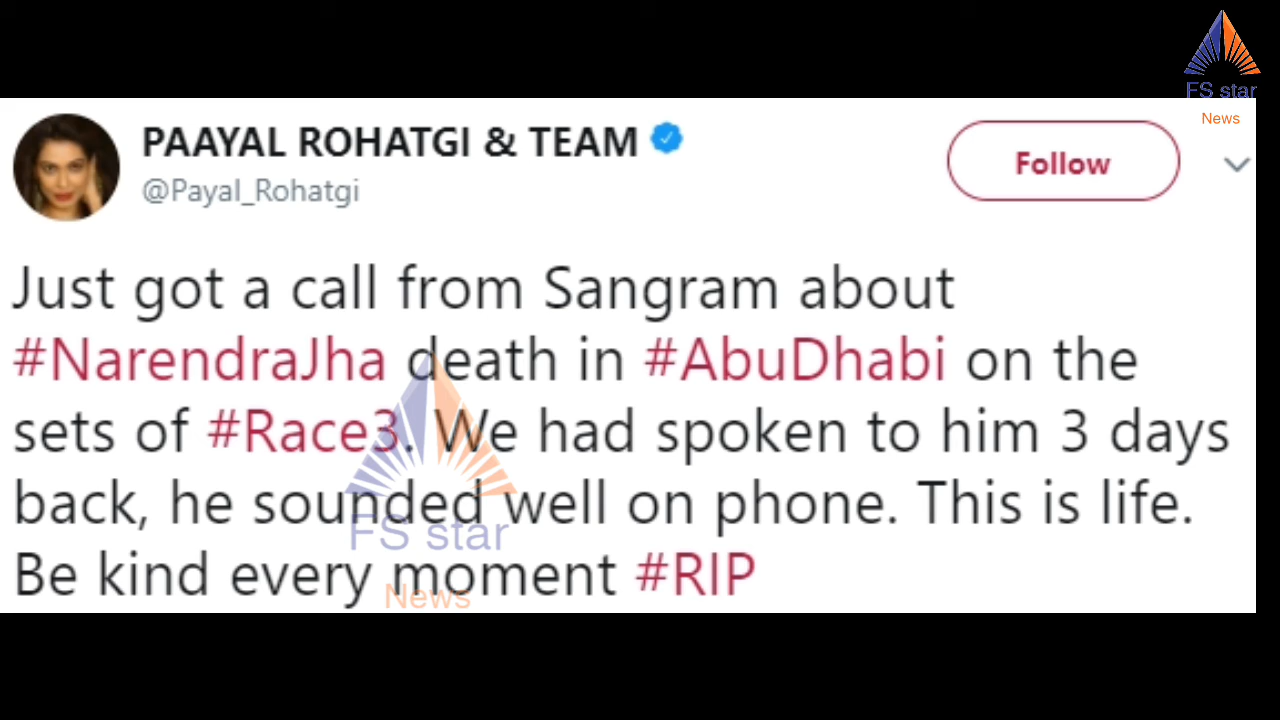 FS star
News
PAAYAL ROHATGI & TEAM
@Payal_Rohatgi
Follow
Just got a call from Sangram about
#NarendraJha death in #AbuDhabi on the
sets of #Race3. We had spoken to him 3 days
back, he sounded well on phone. This is life.
Be kind every moment #RIP
FS star
News